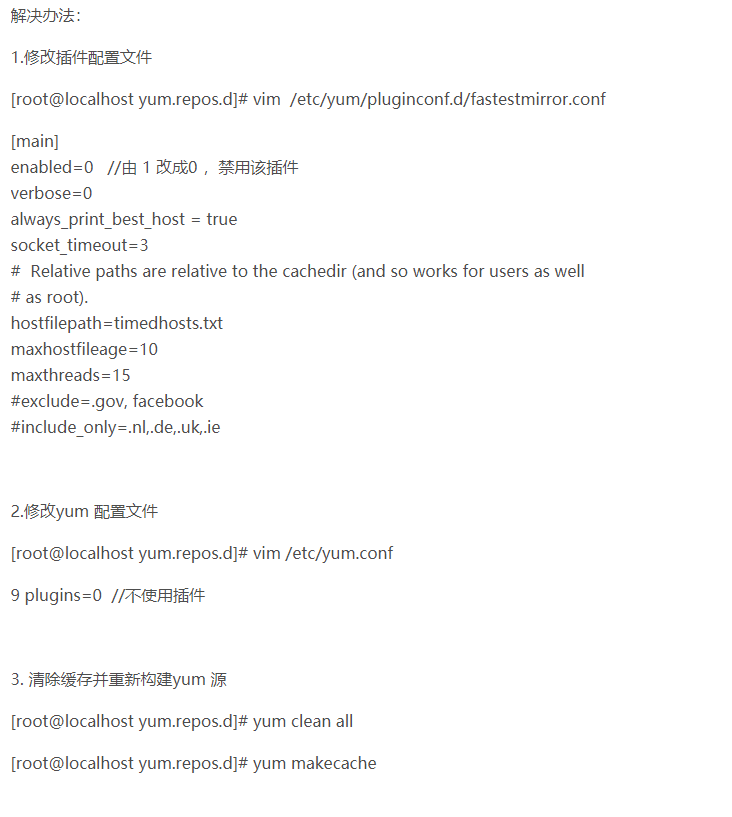 解决办法：
1.修改插件配置文件
[root@localhost yum.repos.d]# vim  /etc/yum/pluginconf.d/fastestmirror.conf
[main]
enabled=0   //由 1 改成0 ，禁用该插件
verbose=0
always_print_best_host = true
socket_timeout=3
#  Relative paths are relative to the cachedir (and so works for users as well
# as root).
hostfilepath=timedhosts.txt
maxhostfileage=10
maxthreads=15
#exclude=.gov, facebook
#include_only=.nl,.de,.uk,.ie
2.修改yum 配置文件
[root@localhost yum.repos.d]# vim /etc/yum.conf
9 plugins=0  //不使用插件
3. 清除缓存并重新构建yum 源
[root@localhost yum.repos.d]# yum clean all
[root@localhost yum.repos.d]# yum makecache